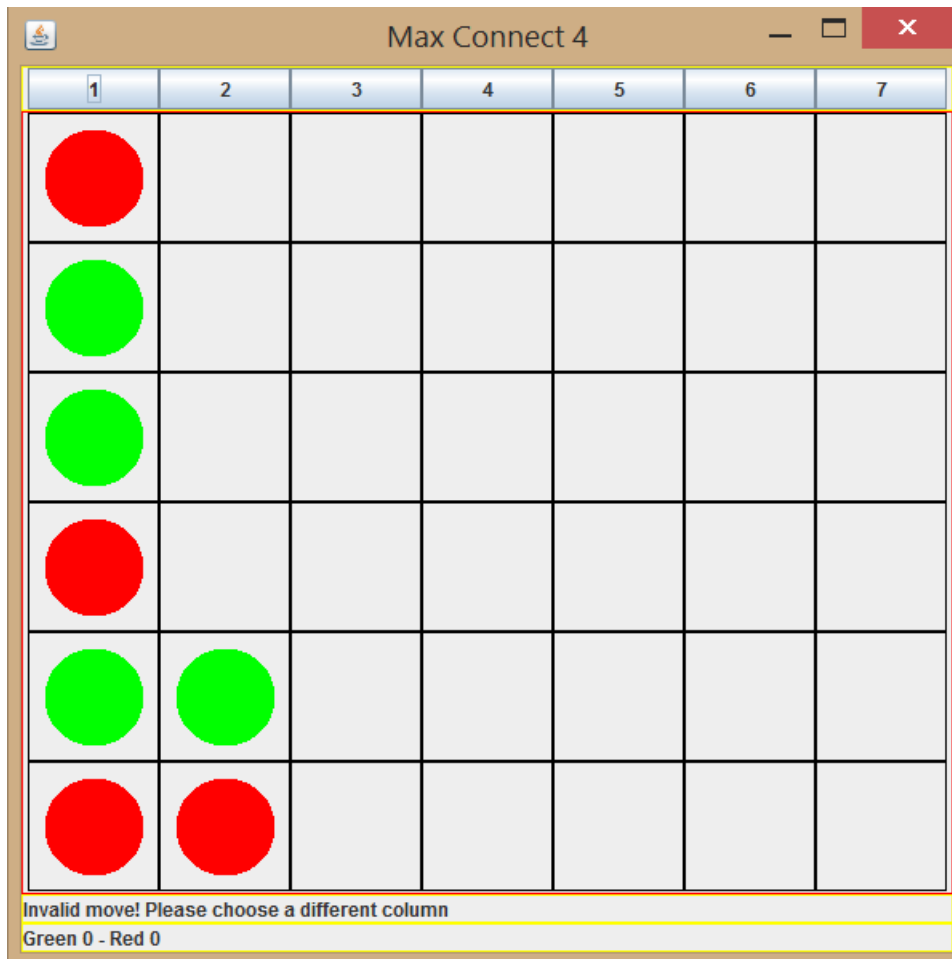 Max Connect 4
1 2 3 4 5 6 7
Invalid move! Please choose a different column
Green 0 - Red 0